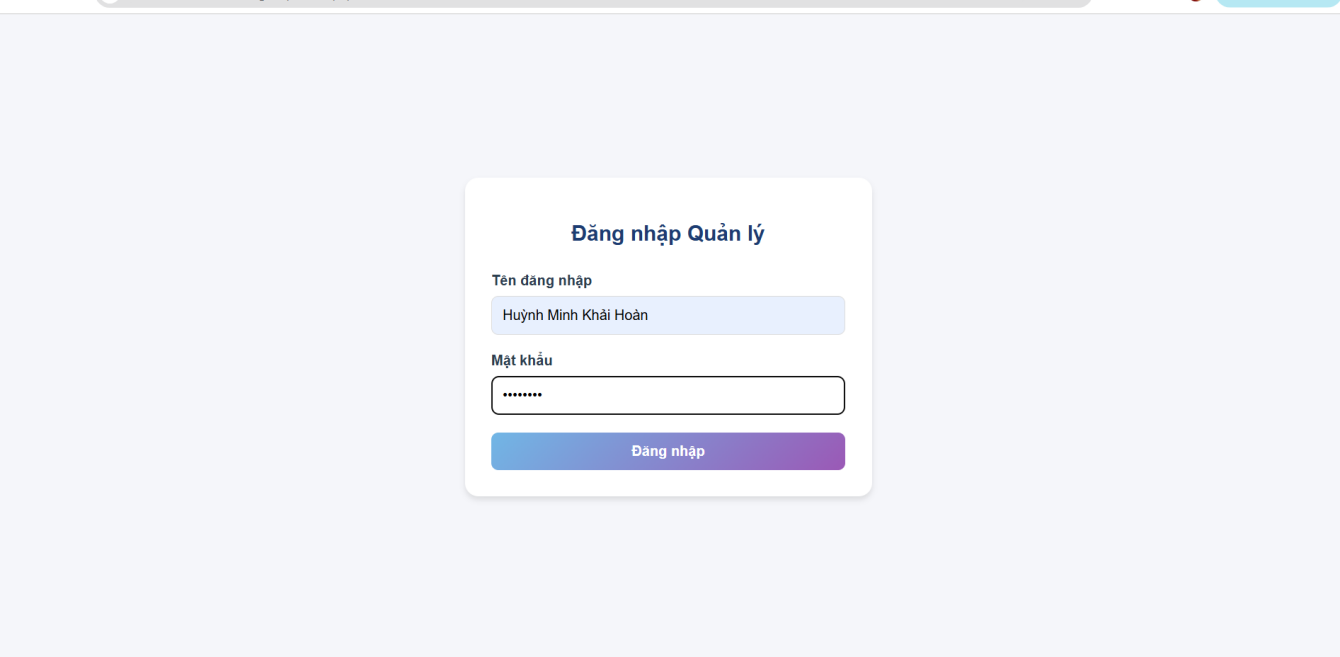 Đăng nhập Quản lý
Tên đăng nhập
Huỳnh Minh Khải Hoàn
Mật khẩu
••••••••
Đăng nhập